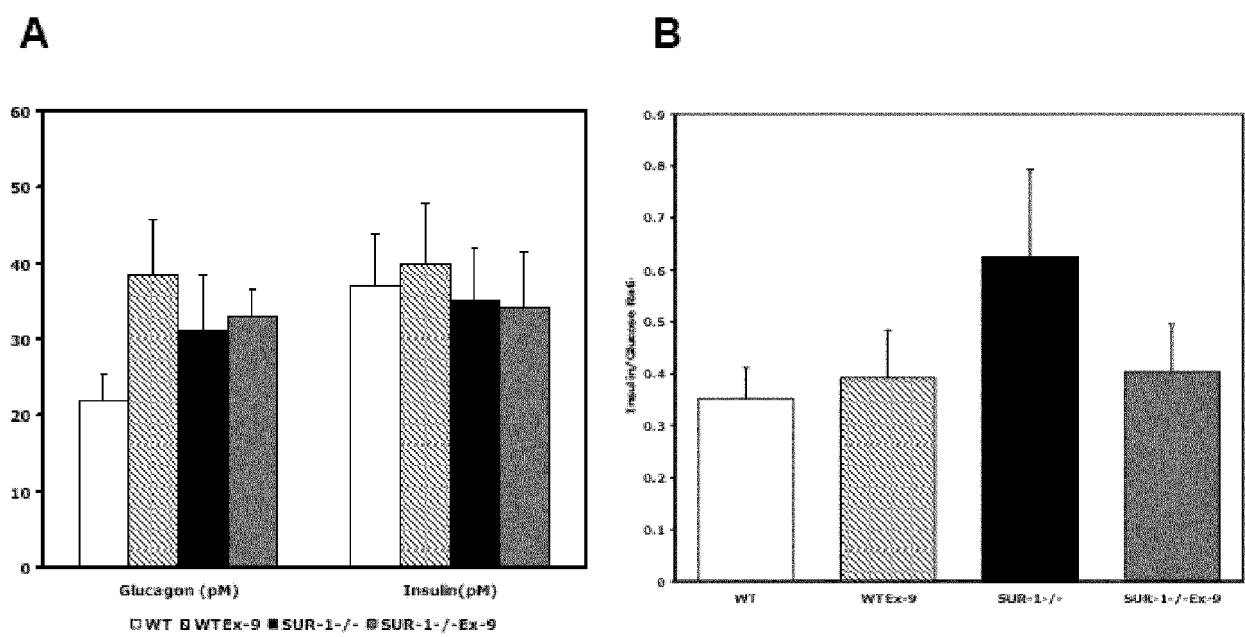 A
B
60
50
40
30
20
10
0
Glucagon (pM) Insulin(pM)
WT WTEx-9 SUR-1-/- SUR-1-/-Ex-9
0.9
0.8
0.7
0.6
0.5
0.4
0.3
0.2
0.1
0
Insulin/Glucose Rati
WT WTEx-9 SUR-1-/- SUR-1-/-Ex-9